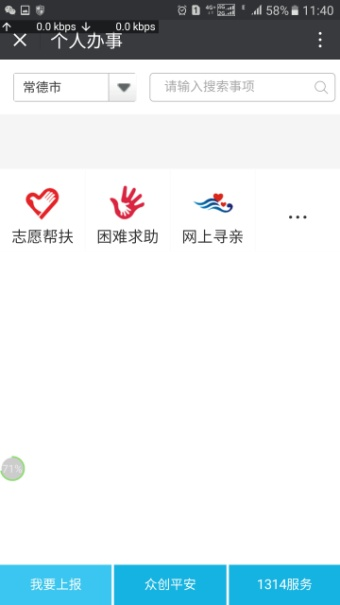 0.0 kbps 0.0 kbps 58% 11:40
个人办事
常德市 请输入搜索事项
志愿帮扶 困难求助 网上寻亲 ...
71%
我要上报 众创平安 1314服务